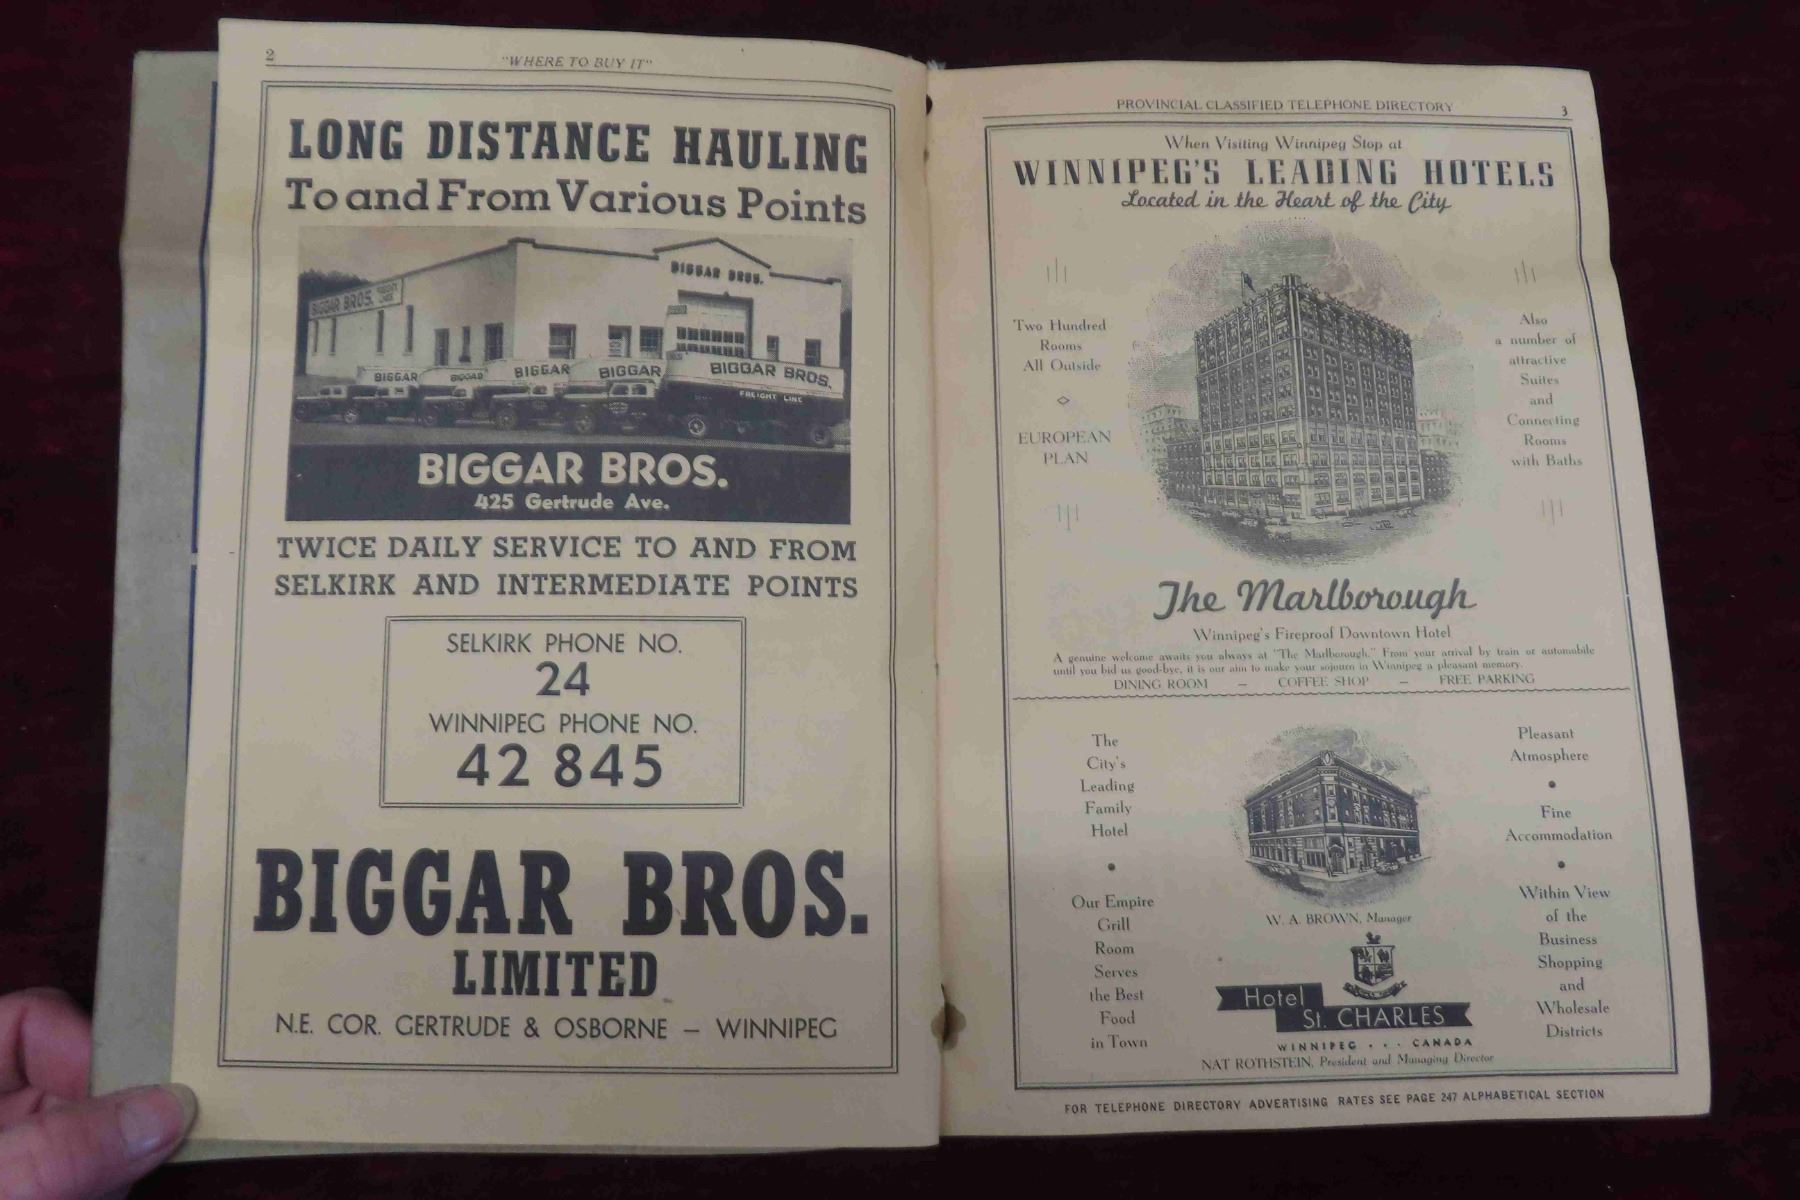 2
"WHERE TO BUY IT"
LONG DISTANCE HAULING
To and From Various Points
BIGGAR BROS.
BIGGAR BROS.
BIGGAR
BIGGAR
BIGGAR
BIGGAR BROS.
FREIGHT LINE
BIGGAR BROS.
425 Gertrude Ave.
TWICE DAILY SERVICE TO AND FROM
SELKIRK AND INTERMEDIATE POINTS
SELKIRK PHONE NO.
24
WINNIPEG PHONE NO.
42 845
BIGGAR BROS.
LIMITED
N.E. COR. GERTRUDE & OSBORNE — WINNIPEG
PROVINCIAL CLASSIFIED TELEPHONE DIRECTORY
3
When Visiting Winnipeg Stop at
WINNIPEG'S LEADING HOTELS
Located in the Heart of the City
Two Hundred
Rooms
All Outside
EUROPEAN
PLAN
Also
a number of
attractive
Suites
and
Connecting
Rooms
with Baths
The Marlborough
Winnipeg's Fireproof Downtown Hotel
A genuine welcome awaits you always at "The Marlborough." From your arrival by train or automobile
until you bid us good-bye, it is our aim to make your sojourn in Winnipeg a pleasant memory.
DINING ROOM — COFFEE SHOP — FREE PARKING
The
City's
Leading
Family
Hotel
Our Empire
Grill
Room
Serves
the Best
Food
in Town
W. A. BROWN, Manager
Hotel
St. CHARLES
WINNIPEG · · · CANADA
NAT ROTHSTEIN, President and Managing Director
Pleasant
Atmosphere
Fine
Accommodation
Within View
of the
Business
Shopping
and
Wholesale
Districts
FOR TELEPHONE DIRECTORY ADVERTISING RATES SEE PAGE 247 ALPHABETICAL SECTION